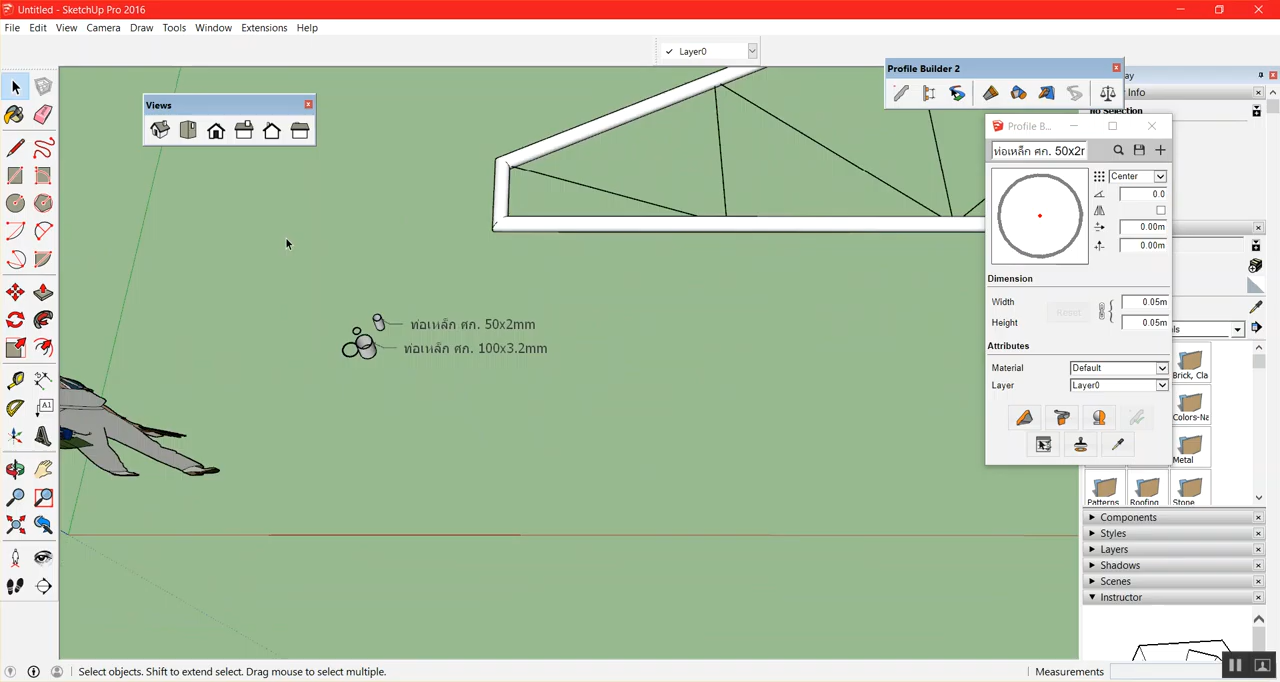 Untitled - SketchUp Pro 2016
File Edit View Camera Draw Tools Window Extensions Help
Layer0
Views
Profile Builder 2
Profile B...
ท่อเหล็ก ศก. 50x2r
Center
0.0
0.00m
0.00m
Dimension
Width 0.05m
Reset
Height 0.05m
Attributes
Material Default
Layer Layer0
Info
No Selection
Brick, Cla
Colors-Na
Metal
Patterns Roofing Stone
Components
Styles
Layers
Shadows
Scenes
Instructor
ท่อเหล็ก ศก. 50x2mm
ท่อเหล็ก ศก. 100x3.2mm
A1
Select objects. Shift to extend select. Drag mouse to select multiple.
Measurements